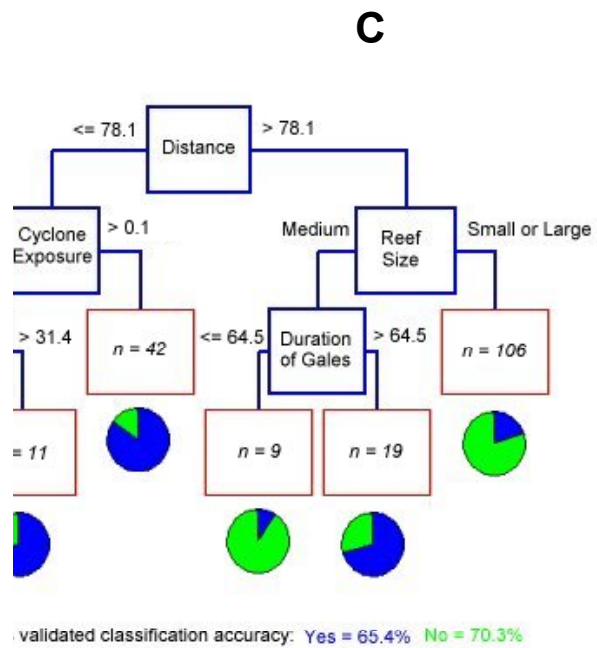 C
<= 78.1
Distance
> 78.1
Cyclone
Exposure
> 0.1
Medium
Reef
Size
Small or Large
> 31.4
n = 42
<= 64.5
Duration
of Gales
> 64.5
n = 106
= 11
n = 9
n = 19
validated classification accuracy: Yes = 65.4% No = 70.3%